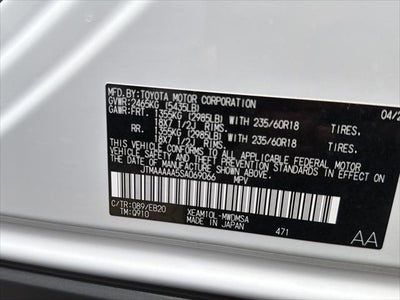 MFD.BY:TOYOTA MOTOR CORPORATION 04/2
GVWR:2465KG (5435LB)
GAWR:FRT. 1355KG (2985LB) WITH 235/60R18 TIRES.
18X7 1/2J RIMS.
RR. 1355KG (2985LB) WITH 235/60R18 TIRES.
18X7 1/2J RIMS.
THIS VEHICLE CONFORMS TO ALL APPLICABLE FEDERAL MOTOR
VEHICLE SAFETY AND THEFT PREVENTION STANDARDS IN EFFECT
ON THE DATE OF MANUFACTURE SHOWN ABOVE.
JTMAAAAA5SA069066 MPV
C/TR:089/EB20 XEAM10L-MWDMSA
TM:Q910 MADE IN JAPAN
471 AA